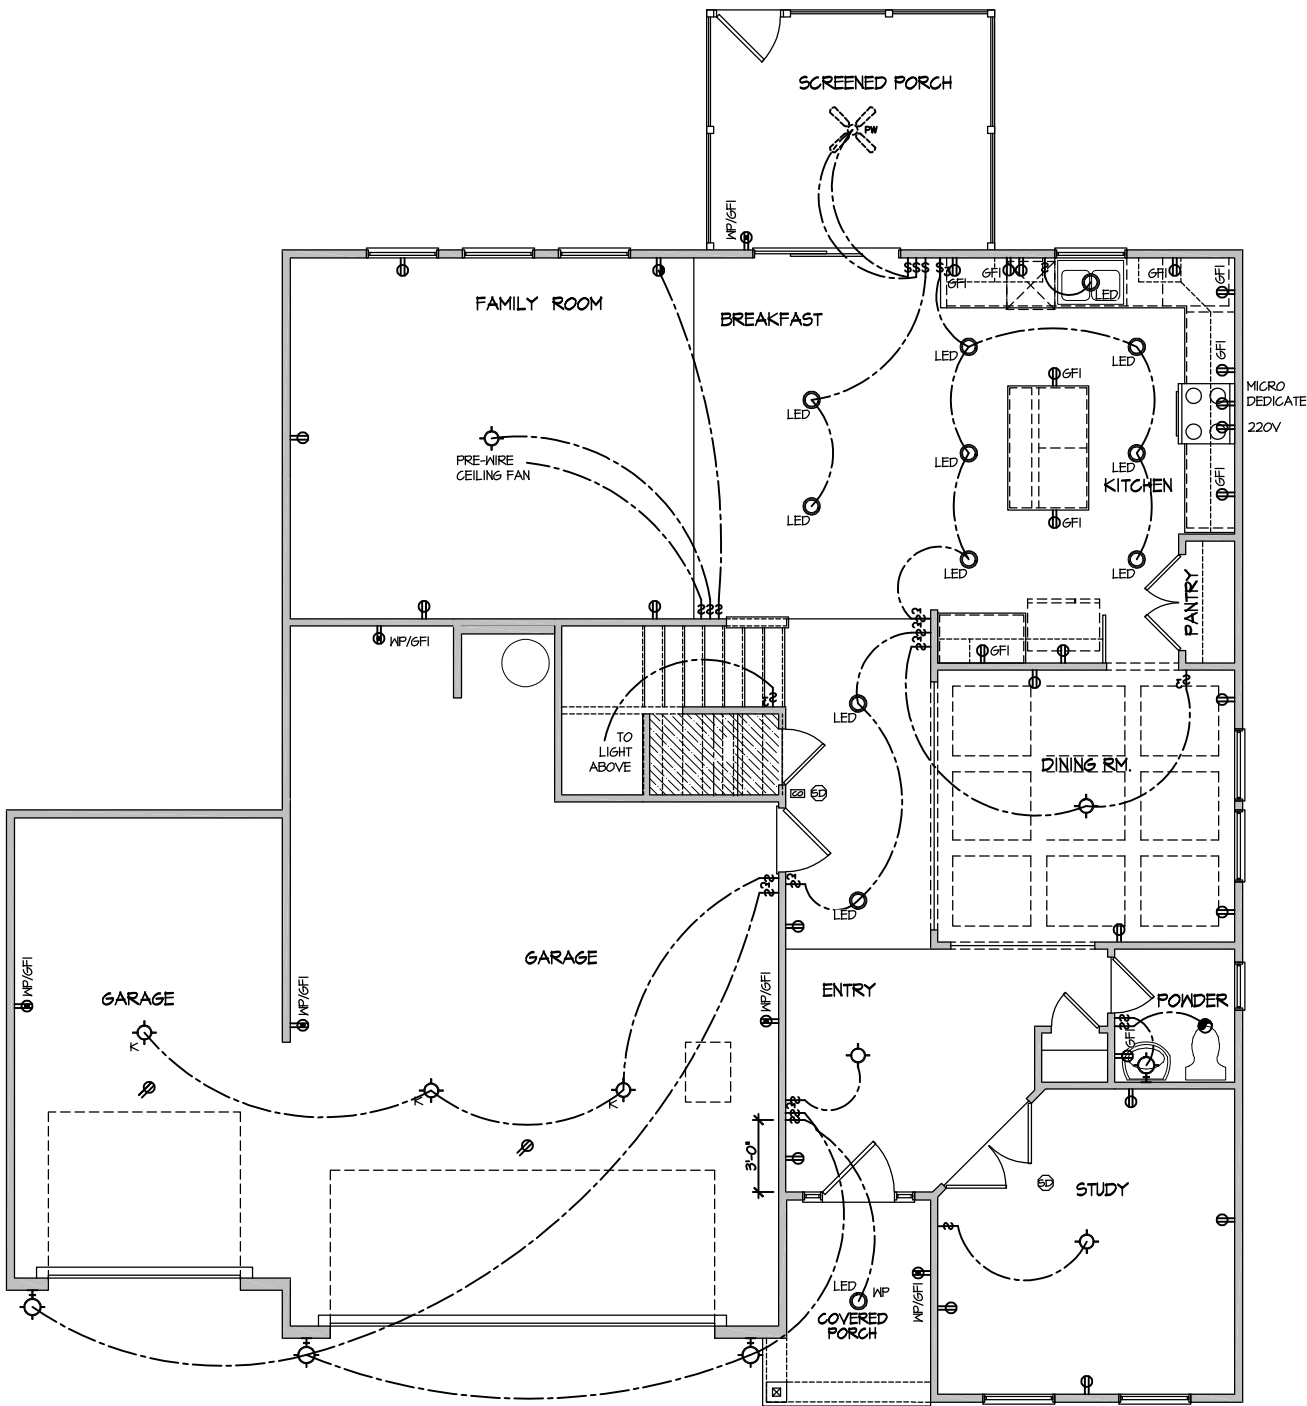 SCREENED PORCH
PW
WP/GFI
FAMILY ROOM
BREAKFAST
GFI
GFI
GFI
GFI
LED
LED
LED
GFI
GFI
MICRO
DEDICATE
220V
LED
LED
LED
KITCHEN
GFI
PRE-WIRE
CEILING FAN
LED
GFI
LED
LED
PANTRY
WP/GFI
GFI
LED
TO
LIGHT
ABOVE
DINING RM.
SD
LED
GARAGE
GARAGE
WP/GFI
WP/GFI
WP/GFI
ENTRY
POWDER
GFI
3'-0"
SD
STUDY
LED
WP
WP/GFI
COVERED
PORCH